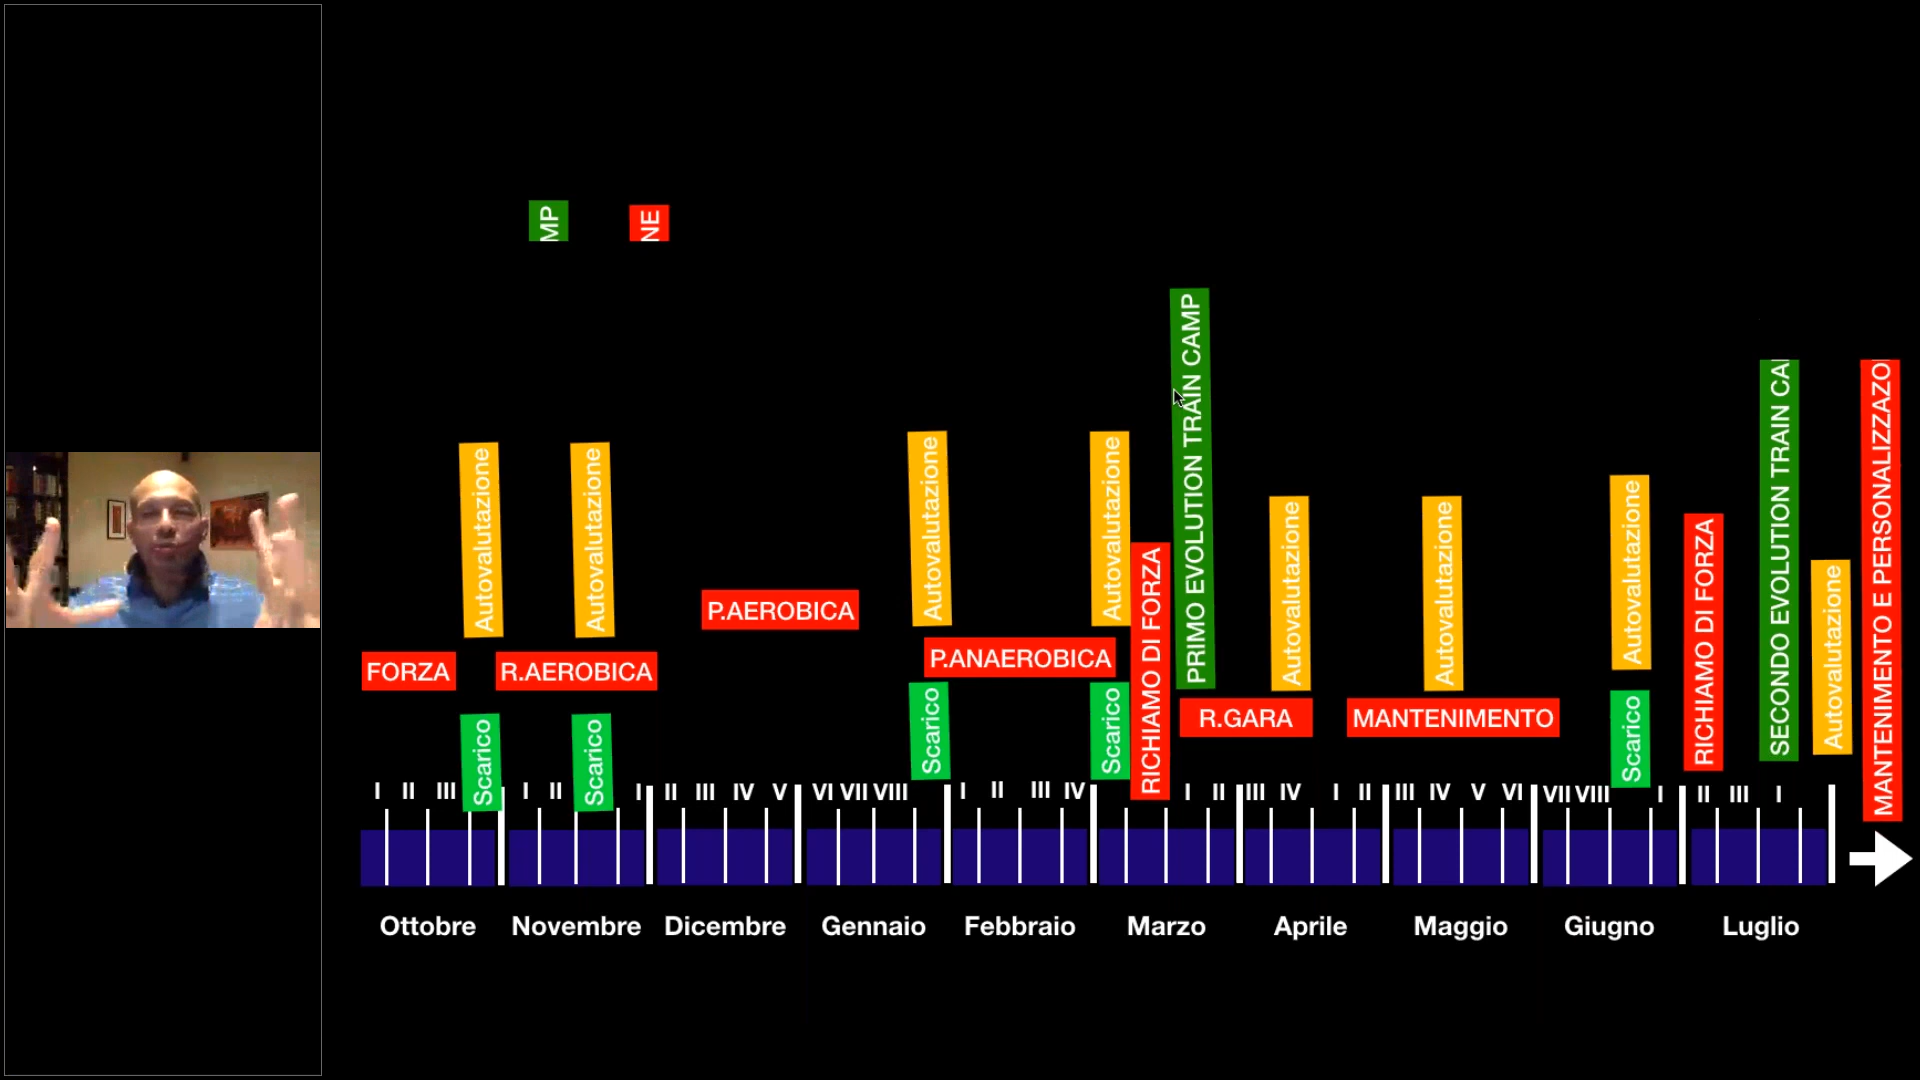 MP
NE
PRIMO EVOLUTION TRAIN CAMP
SECONDO EVOLUTION TRAIN CA
MANTENIMENTO E PERSONALIZZAZO
Autovalutazione
Autovalutazione
Autovalutazione
Autovalutazione
Autovalutazione
Autovalutazione
Autovalutazione
Autovalutazione
RICHIAMO DI FORZA
RICHIAMO DI FORZA
P.AEROBICA
P.ANAEROBICA
FORZA
R.AEROBICA
R.GARA
MANTENIMENTO
Scarico
Scarico
Scarico
Scarico
Scarico
I II III I II I II III IV V VI VII VIII I II III IV I II III IV I II III IV V VI VII VIII I II III I
Ottobre Novembre Dicembre Gennaio Febbraio Marzo Aprile Maggio Giugno Luglio